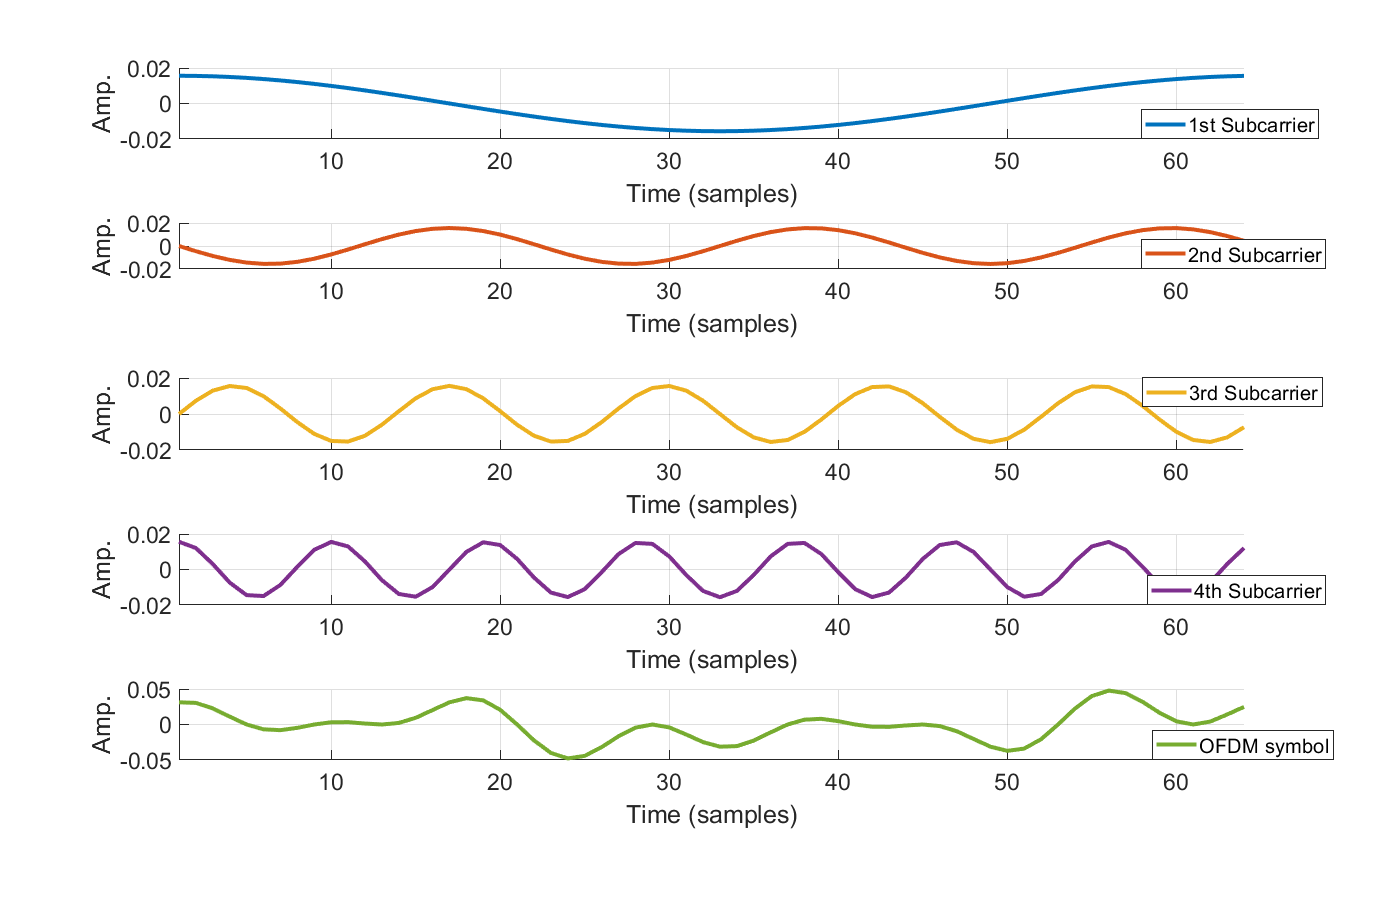 Amp.
0.02
0
-0.02
10 20 30 40 50 60
1st Subcarrier
Time (samples)
Amp.
0.02
0
-0.02
10 20 30 40 50 60
2nd Subcarrier
Time (samples)
Amp.
0.02
0
-0.02
10 20 30 40 50 60
3rd Subcarrier
Time (samples)
Amp.
0.02
0
-0.02
10 20 30 40 50 60
4th Subcarrier
Time (samples)
Amp.
0.05
0
-0.05
10 20 30 40 50 60
OFDM symbol
Time (samples)